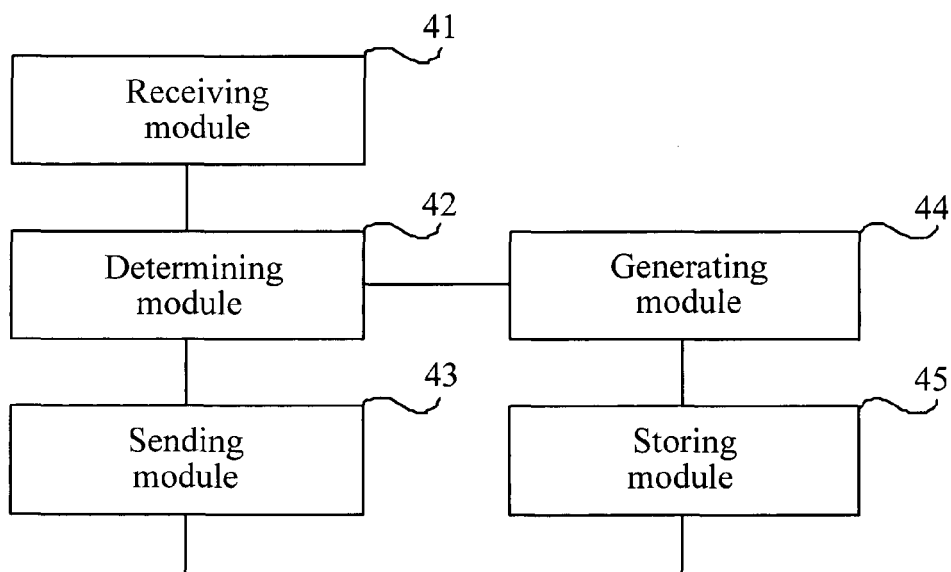 41
Receiving
module
42
Determining
module
44
Generating
module
43
Sending
module
45
Storing
module